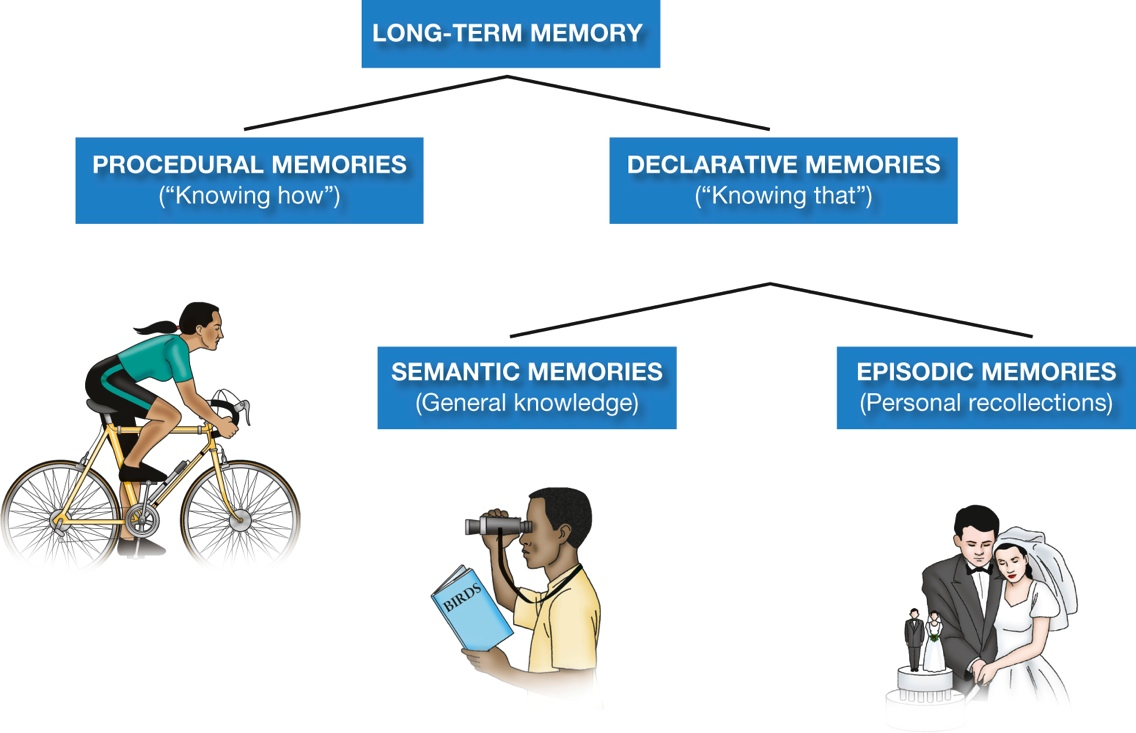 LONG-TERM MEMORY
PROCEDURAL MEMORIES
(“Knowing how”)
DECLARATIVE MEMORIES
(“Knowing that”)
SEMANTIC MEMORIES
(General knowledge)
EPISODIC MEMORIES
(Personal recollections)
BIRDS